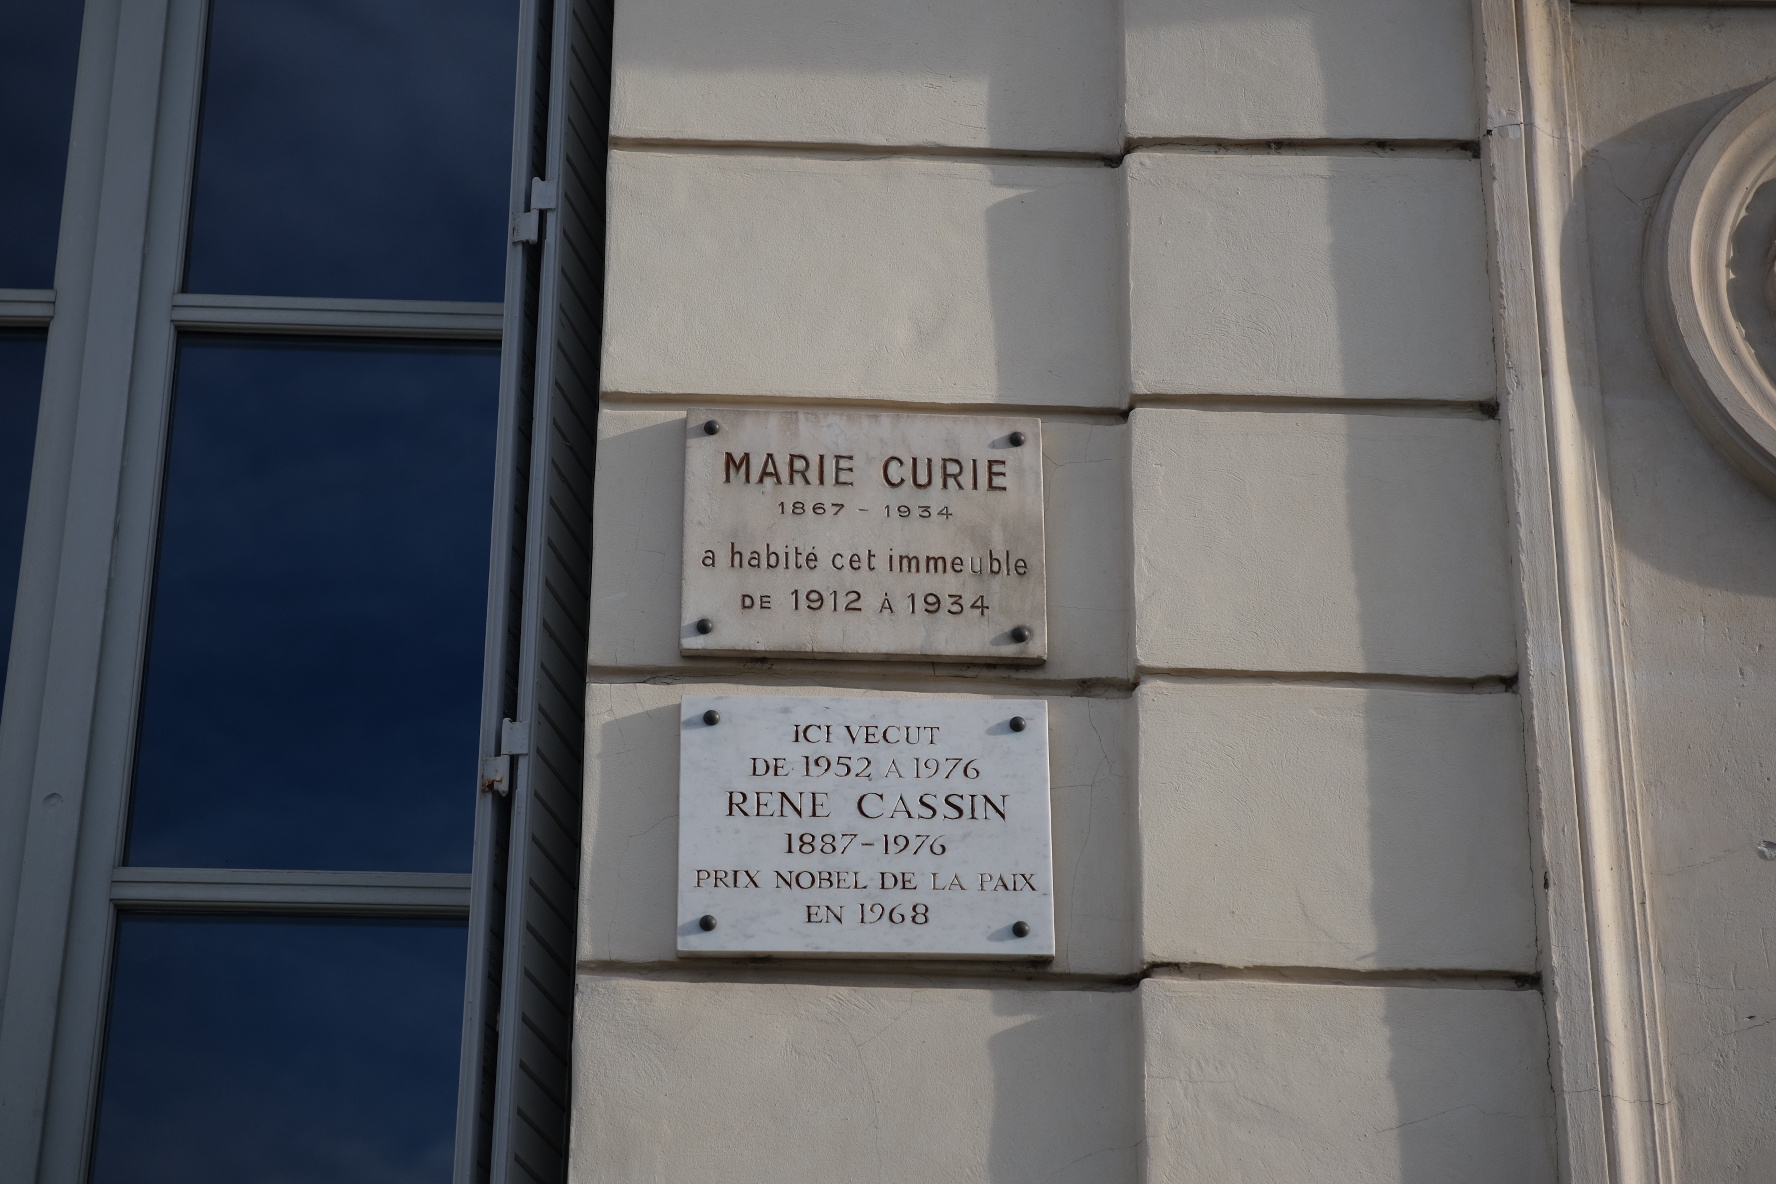 MARIE CURIE
1867 - 1934
a habité cet immeuble
DE 1912 À 1934
ICI VECUT
DE 1952 A 1976
RENE CASSIN
1887-1976
PRIX NOBEL DE LA PAIX
EN 1968